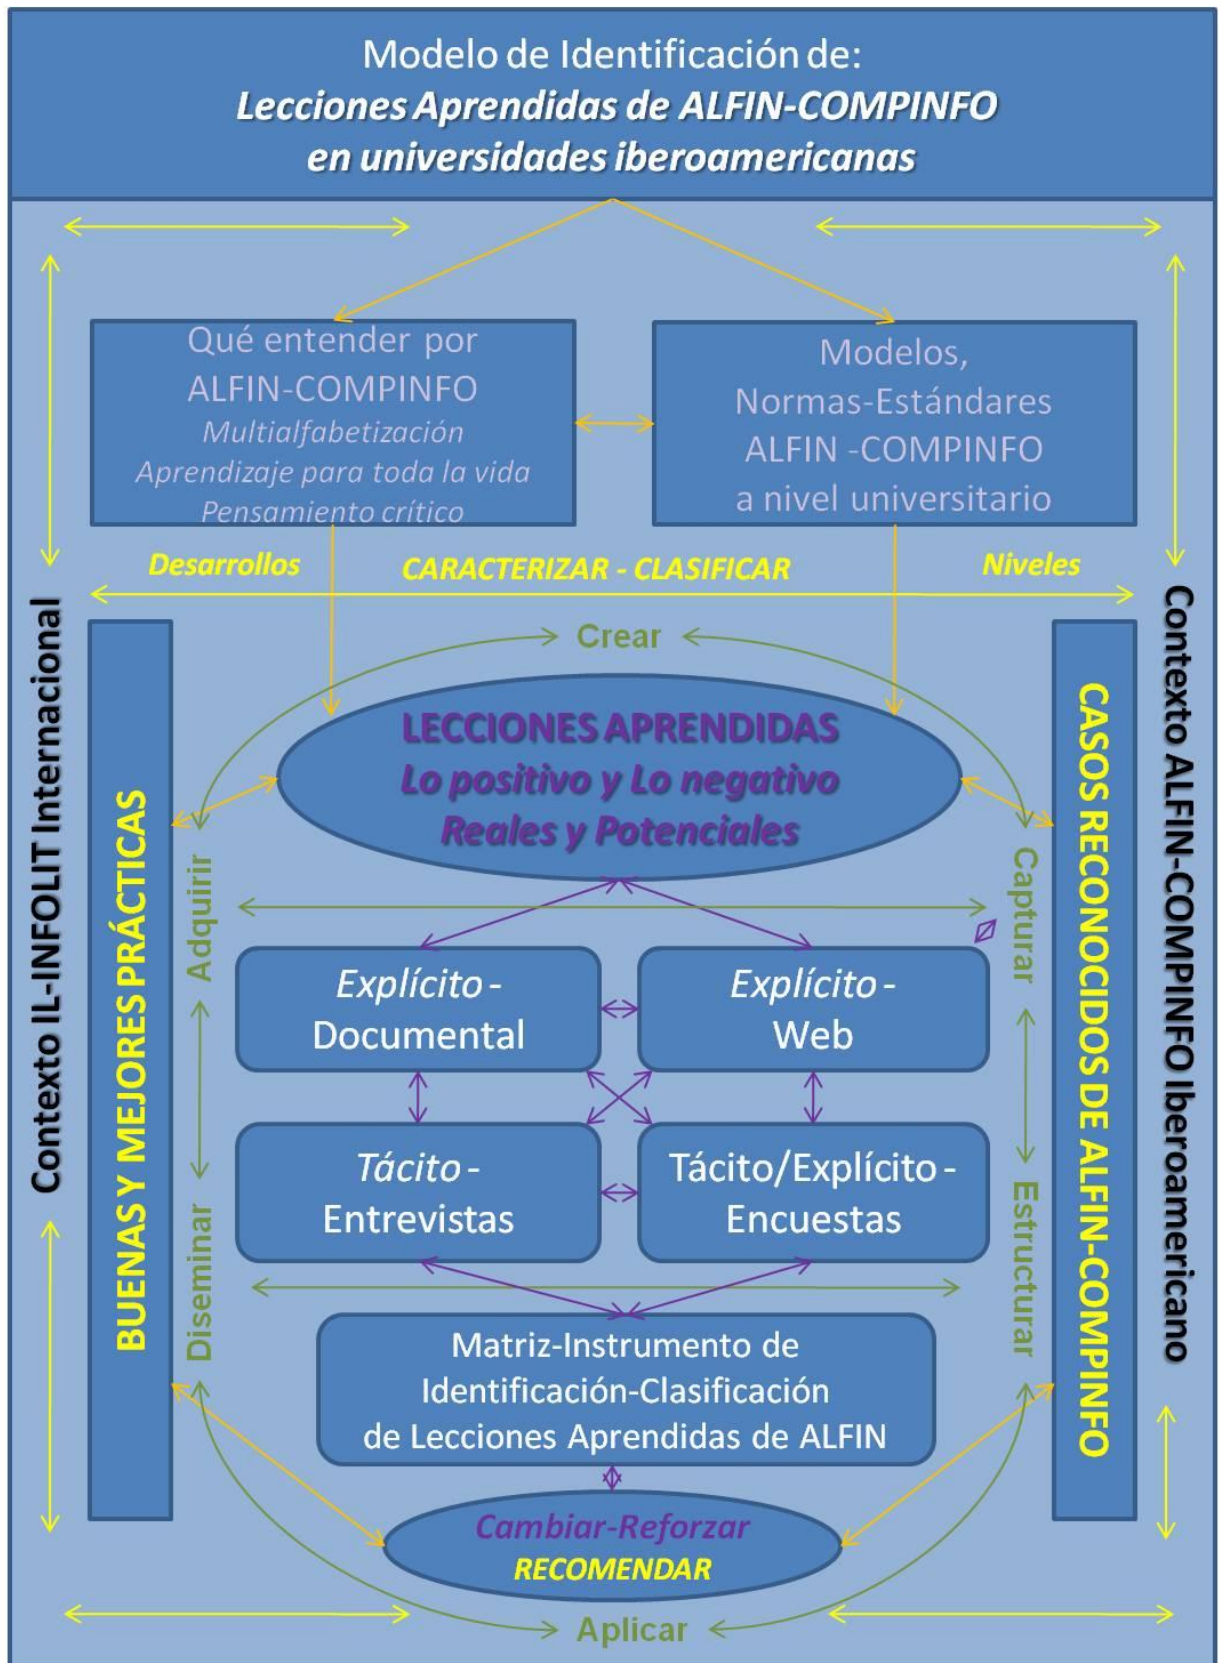 Modelo de Identificación de:
Lecciones Aprendidas de ALFIN-COMPINFO
en universidades iberoamericanas
Qué entender por
ALFIN-COMPINFO
Multialfabetización
Aprendizaje para toda la vida
Pensamiento crítico
Modelos,
Normas-Estándares
ALFIN -COMPINFO
a nivel universitario
Desarrollos
CARACTERIZAR - CLASIFICAR
Niveles
Contexto IL-INFOLIT Internacional
BUENAS Y MEJORES PRÁCTICAS
Crear
LECCIONES APRENDIDAS
Lo positivo y Lo negativo
Reales y Potenciales
Adquirir
Capturar
Explícito -
Documental
Explícito -
Web
Tácito -
Entrevistas
Tácito/Explícito -
Encuestas
Diseminar
Estructurar
Matriz-Instrumento de
Identificación-Clasificación
de Lecciones Aprendidas de ALFIN
Cambiar-Reforzar
RECOMENDAR
Aplicar
CASOS RECONOCIDOS DE ALFIN-COMPINFO
Contexto ALFIN-COMPINFO Iberoamericano